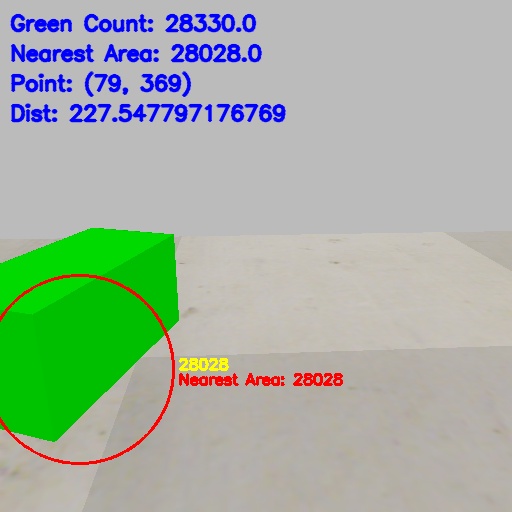 Green Count: 28330.0
Nearest Area: 28028.0
Point: (79, 369)
Dist: 227.547797176769
28028
Nearest Area: 28028